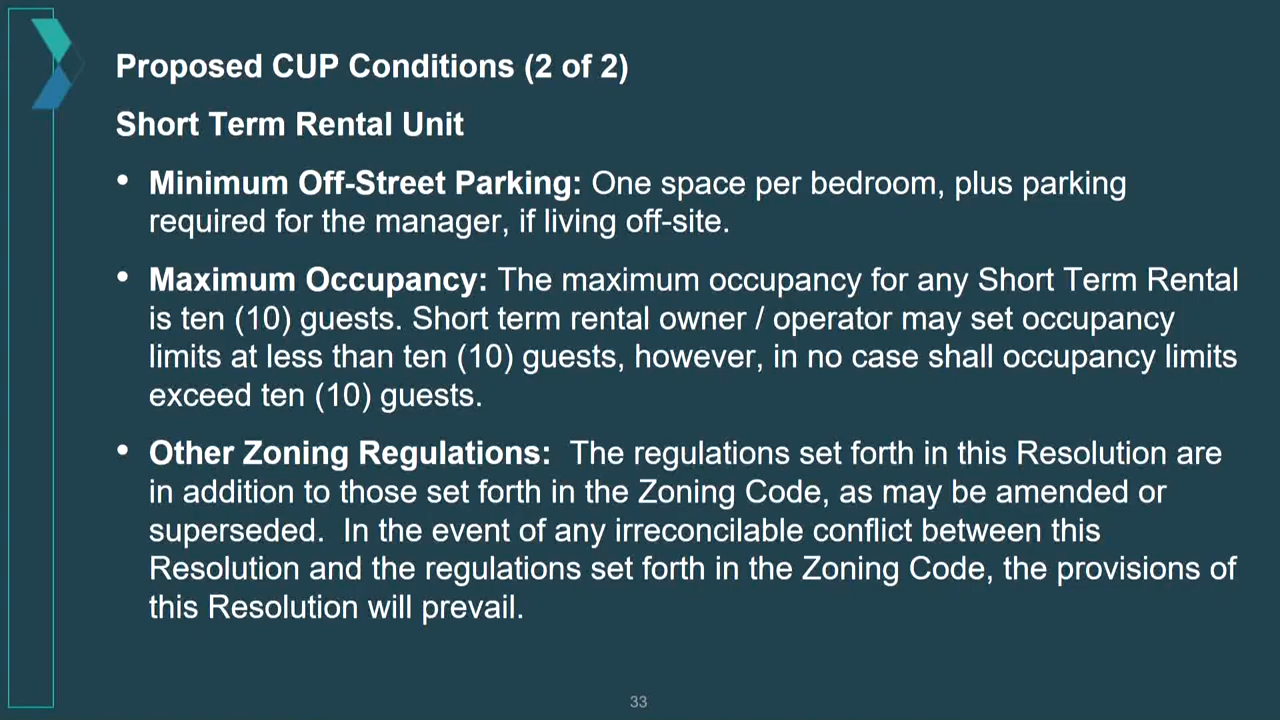 Proposed CUP Conditions (2 of 2)
Short Term Rental Unit
• Minimum Off-Street Parking: One space per bedroom, plus parking
required for the manager, if living off-site.
• Maximum Occupancy: The maximum occupancy for any Short Term Rental
is ten (10) guests. Short term rental owner / operator may set occupancy
limits at less than ten (10) guests, however, in no case shall occupancy limits
exceed ten (10) guests.
• Other Zoning Regulations:  The regulations set forth in this Resolution are
in addition to those set forth in the Zoning Code, as may be amended or
superseded.  In the event of any irreconcilable conflict between this
Resolution and the regulations set forth in the Zoning Code, the provisions of
this Resolution will prevail.
33